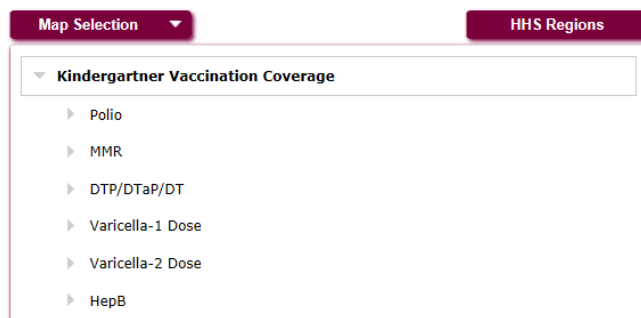 Map Selection
HHS Regions
Kindergartner Vaccination Coverage
Polio
MMR
DTP/DTaP/DT
Varicella-1 Dose
Varicella-2 Dose
HepB